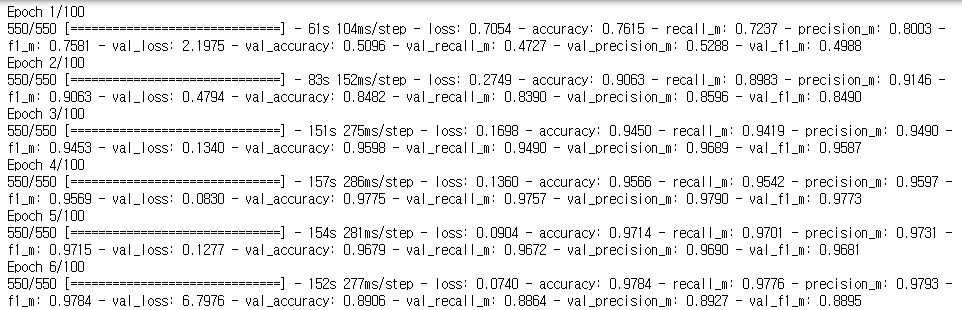 Epoch 1/100
550/550 [==============================] - 61s 104ms/step - loss: 0.7054 - accuracy: 0.7615 - recall_m: 0.7237 - precision_m: 0.8003 -
f1_m: 0.7581 - val_loss: 2.1975 - val_accuracy: 0.5096 - val_recall_m: 0.4727 - val_precision_m: 0.5288 - val_f1_m: 0.4988
Epoch 2/100
550/550 [==============================] - 83s 152ms/step - loss: 0.2749 - accuracy: 0.9063 - recall_m: 0.8983 - precision_m: 0.9146 -
f1_m: 0.9063 - val_loss: 0.4794 - val_accuracy: 0.8482 - val_recall_m: 0.8390 - val_precision_m: 0.8596 - val_f1_m: 0.8490
Epoch 3/100
550/550 [==============================] - 151s 275ms/step - loss: 0.1698 - accuracy: 0.9450 - recall_m: 0.9419 - precision_m: 0.9490 -
f1_m: 0.9453 - val_loss: 0.1340 - val_accuracy: 0.9598 - val_recall_m: 0.9490 - val_precision_m: 0.9689 - val_f1_m: 0.9587
Epoch 4/100
550/550 [==============================] - 157s 286ms/step - loss: 0.1360 - accuracy: 0.9566 - recall_m: 0.9542 - precision_m: 0.9597 -
f1_m: 0.9569 - val_loss: 0.0830 - val_accuracy: 0.9775 - val_recall_m: 0.9757 - val_precision_m: 0.9790 - val_f1_m: 0.9773
Epoch 5/100
550/550 [==============================] - 154s 281ms/step - loss: 0.0904 - accuracy: 0.9714 - recall_m: 0.9701 - precision_m: 0.9731 -
f1_m: 0.9715 - val_loss: 0.1277 - val_accuracy: 0.9679 - val_recall_m: 0.9672 - val_precision_m: 0.9690 - val_f1_m: 0.9681
Epoch 6/100
550/550 [==============================] - 152s 277ms/step - loss: 0.0740 - accuracy: 0.9784 - recall_m: 0.9776 - precision_m: 0.9793 -
f1_m: 0.9784 - val_loss: 6.7976 - val_accuracy: 0.8906 - val_recall_m: 0.8864 - val_precision_m: 0.8927 - val_f1_m: 0.8895